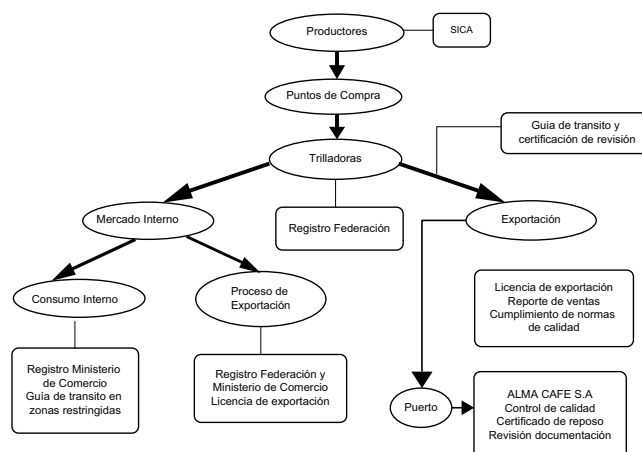 Productores
SICA
Puntos de Compra
Guia de transito y
certificación de revisión
Trilladoras
Mercado Interno
Registro Federación
Exportación
Consumo Interno
Proceso de
Exportación
Licencia de exportación
Reporte de ventas
Cumplimiento de normas
de calidad
Registro Ministerio
de Comercio
Guía de transito en
zonas restringidas
Registro Federación y
Ministerio de Comercio
Licencia de exportación
Puerto
ALMA CAFE S.A
Control de calidad
Certificado de reposo
Revisión documentación